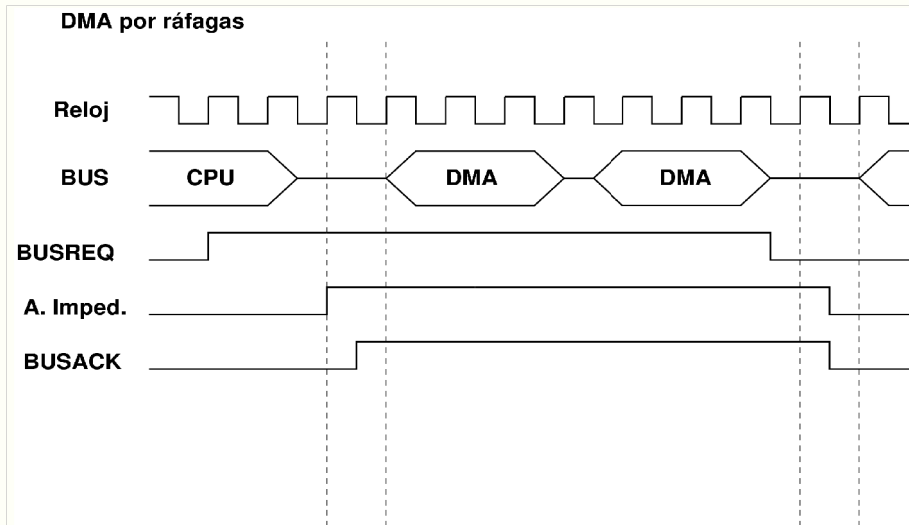 DMA por ráfagas
Reloj
BUS CPU DMA DMA
BUSREQ
A. Imped.
BUSACK